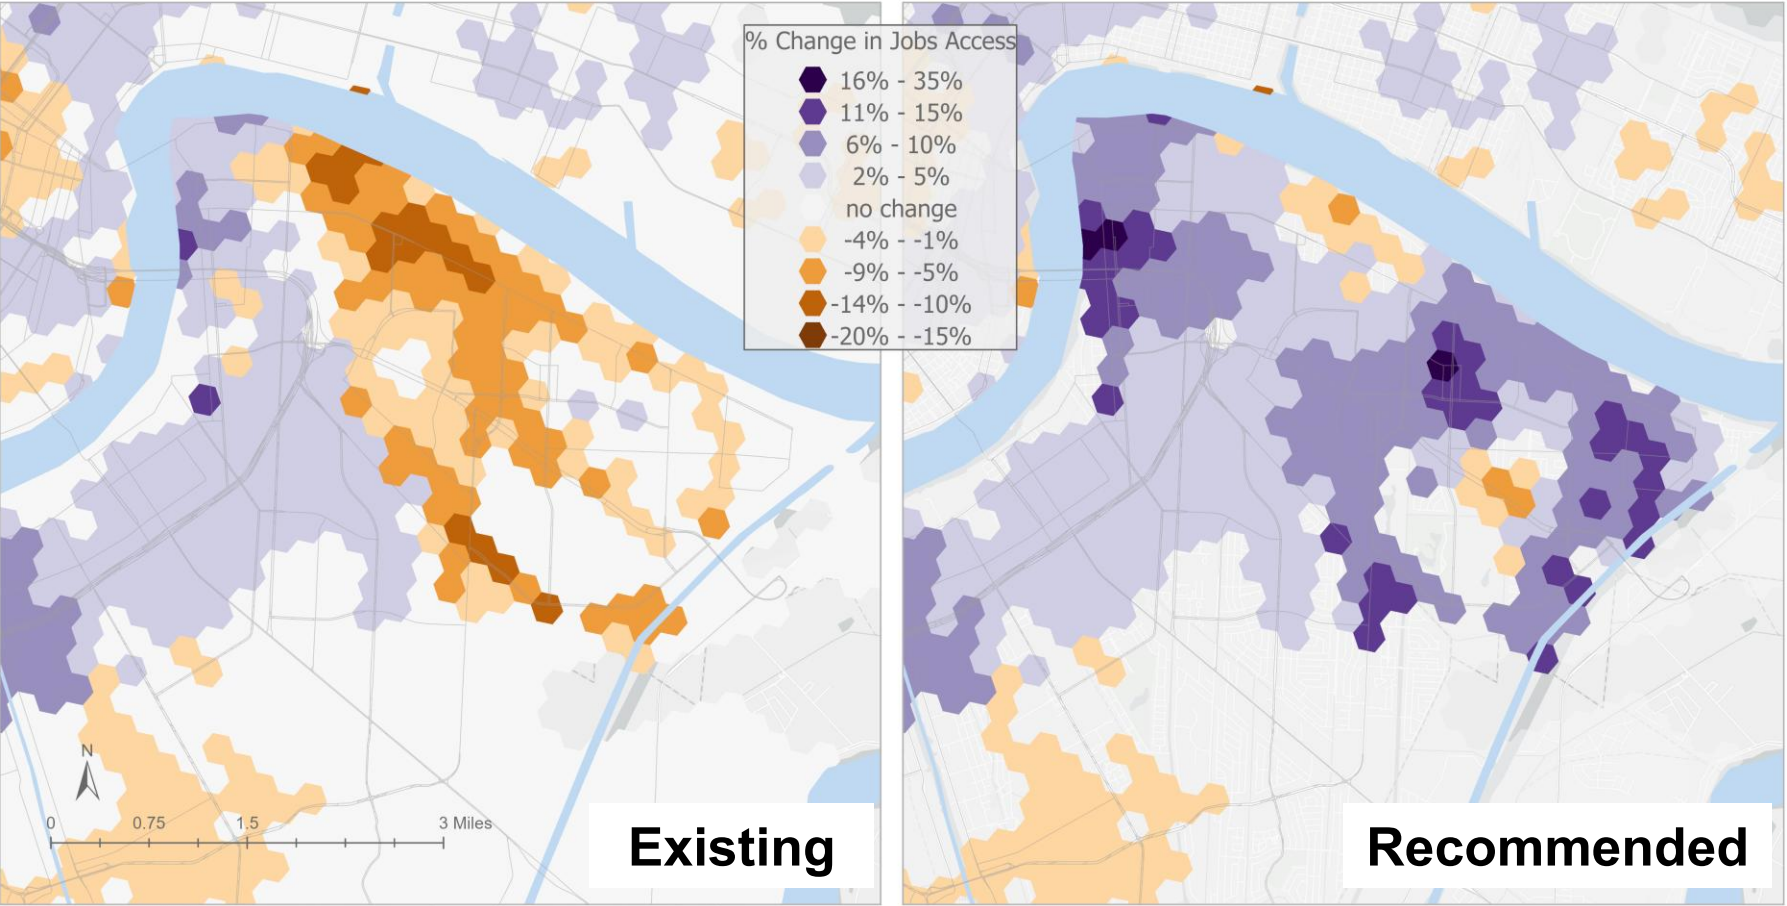 % Change in Jobs Access
16% - 35%
11% - 15%
6% - 10%
2% - 5%
no change
-4% - -1%
-9% - -5%
-14% - -10%
-20% - -15%
N
0 0.75 1.5 3 Miles
Existing
Recommended